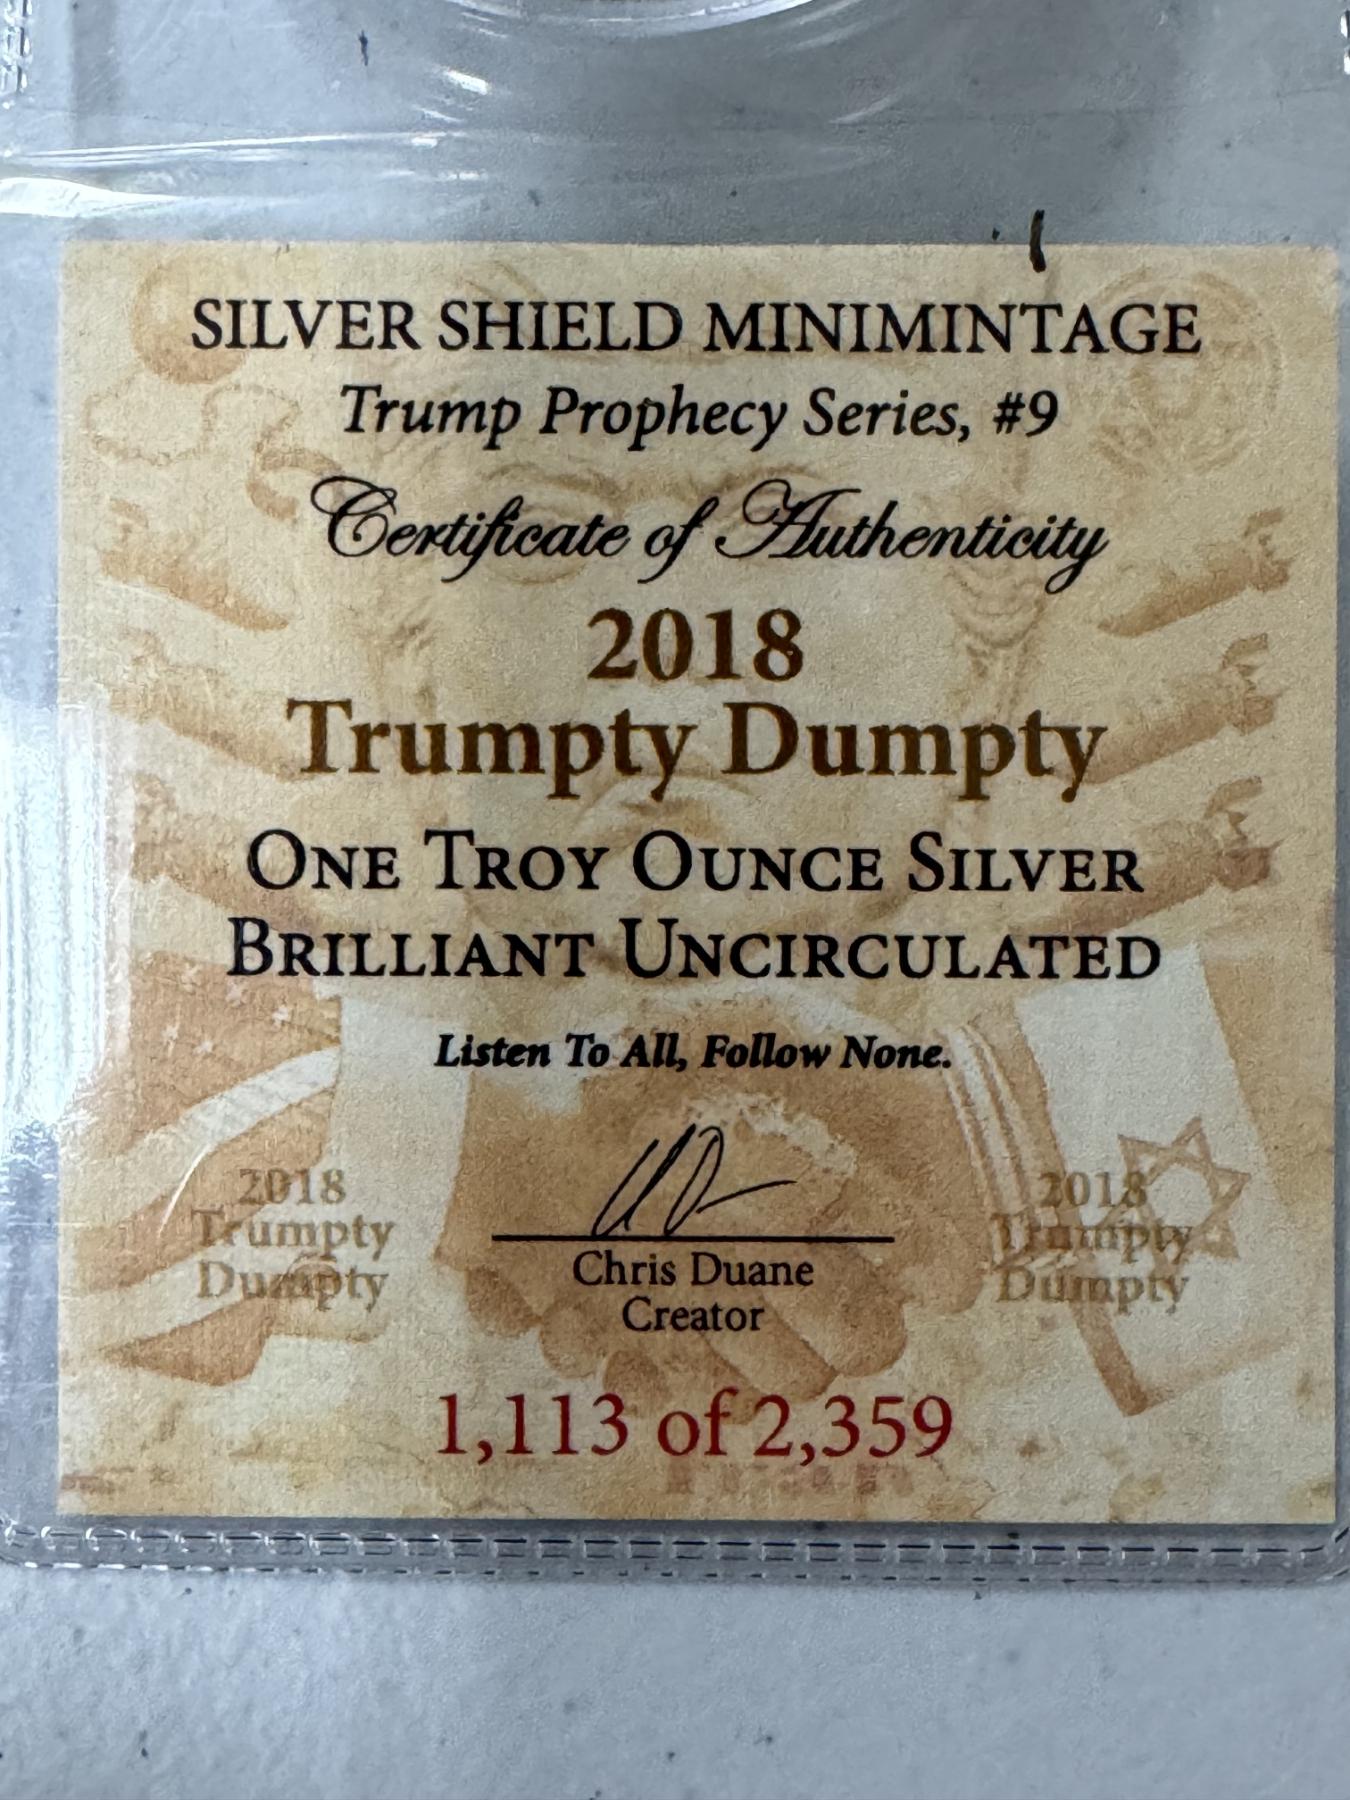 SILVER SHIELD MINIMINTAGE
Trump Prophecy Series, #9
Certificate of Authenticity
2018
Trumpty Dumpty
ONE TROY OUNCE SILVER
BRILLIANT UNCIRCULATED
Listen To All, Follow None.
2018
Trumpty
Dumpty
2018
Trumpty
Dumpty
Chris Duane
Creator
1,113 of 2,359